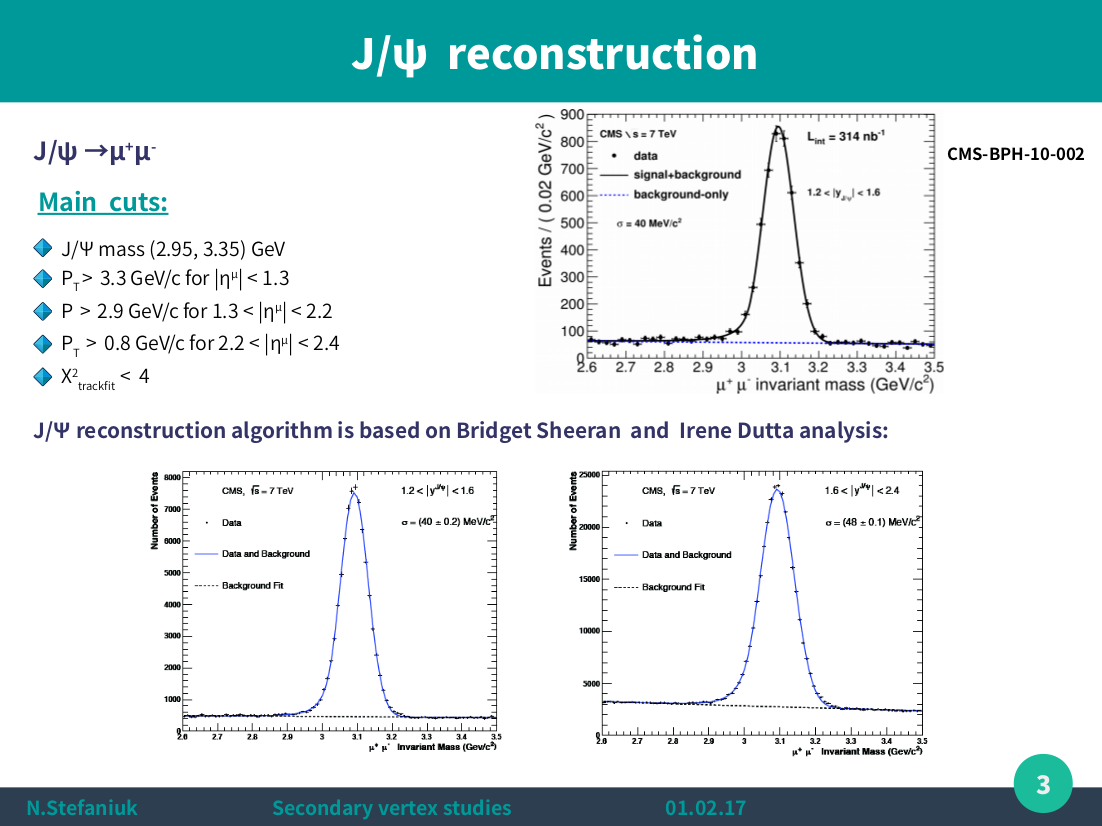 J/ψ reconstruction
J/ψ →μ⁺μ⁻
Main cuts:
J/Ψ mass (2.95, 3.35) GeV
P_T > 3.3 GeV/c for |η^μ| < 1.3
P > 2.9 GeV/c for 1.3 < |η^μ| < 2.2
P_T > 0.8 GeV/c for 2.2 < |η^μ| < 2.4
X²_trackfit < 4
Events / ( 0.02 GeV/c² )
900
800
700
600
500
400
300
200
100
0
CMS \ s = 7 TeV
L_int = 314 nb⁻¹
data
signal+background
background-only
1.2 < |y_J/ψ| < 1.6
σ = 40 MeV/c²
2.6 2.7 2.8 2.9 3 3.1 3.2 3.3 3.4 3.5
μ⁺ μ⁻ invariant mass (GeV/c²)
CMS-BPH-10-002
J/Ψ reconstruction algorithm is based on Bridget Sheeran and Irene Dutta analysis:
Number of Events
8000
7000
6000
5000
4000
3000
2000
1000
0
CMS, √s = 7 TeV
1.2 < |y^J/ψ| < 1.6
Data
σ = (40 ± 0.2) MeV/c²
Data and Background
Background Fit
2.6 2.7 2.8 2.9 3 3.1 3.2 3.3 3.4 3.5
μ⁺ μ⁻ Invariant Mass (Gev/c²)
Number of Events
25000
20000
15000
10000
5000
0
CMS, √s = 7 TeV
1.6 < |y^J/ψ| < 2.4
Data
σ = (48 ± 0.1) MeV/c²
Data and Background
Background Fit
2.6 2.7 2.8 2.9 3 3.1 3.2 3.3 3.4 3.5
μ⁺ μ⁻ Invariant Mass (Gev/c²)
N.Stefaniuk Secondary vertex studies 01.02.17
3